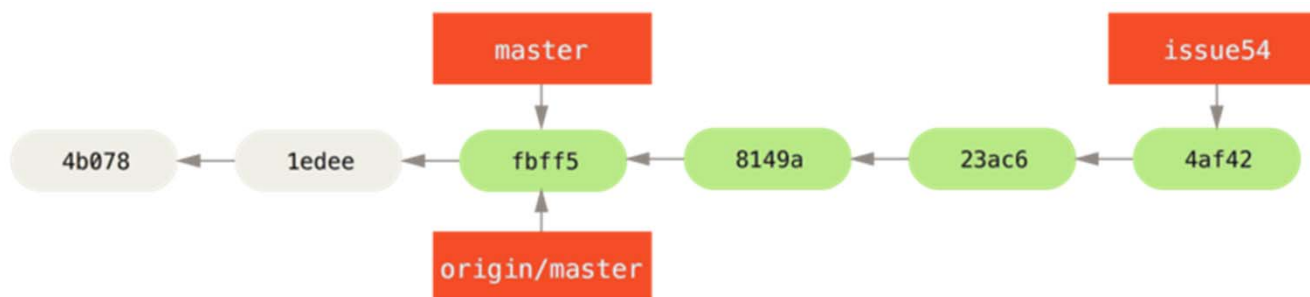 master
issue54
4b078
1edee
fbff5
8149a
23ac6
4af42
origin/master